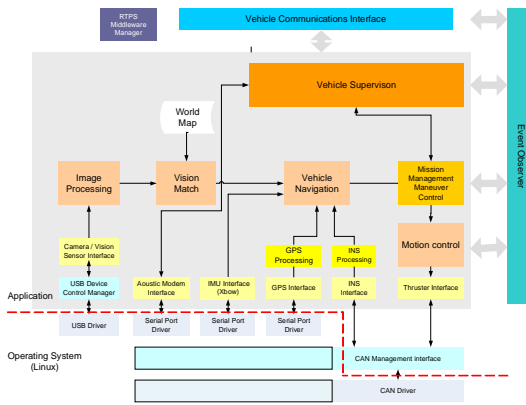 RTPS
Middleware
Manager
Vehicle Communications Interface
Vehicle Supervison
World
Map
Image
Processing
Vision
Match
Vehicle
Navigation
Mission
Management
Maneuver
Control
Event Observer
Camera / Vision
Sensor Interface
GPS
Processing
INS
Processing
Motion control
USB Device
Control Manager
Aoustic Modem
Interface
IMU Interface
(Xbow)
GPS Interface
INS
Interface
Thruster Interface
Application
USB Driver
Serial Port
Driver
Serial Port
Driver
Serial Port
Driver
Operating System
(Linux)
CAN Management interface
CAN Driver